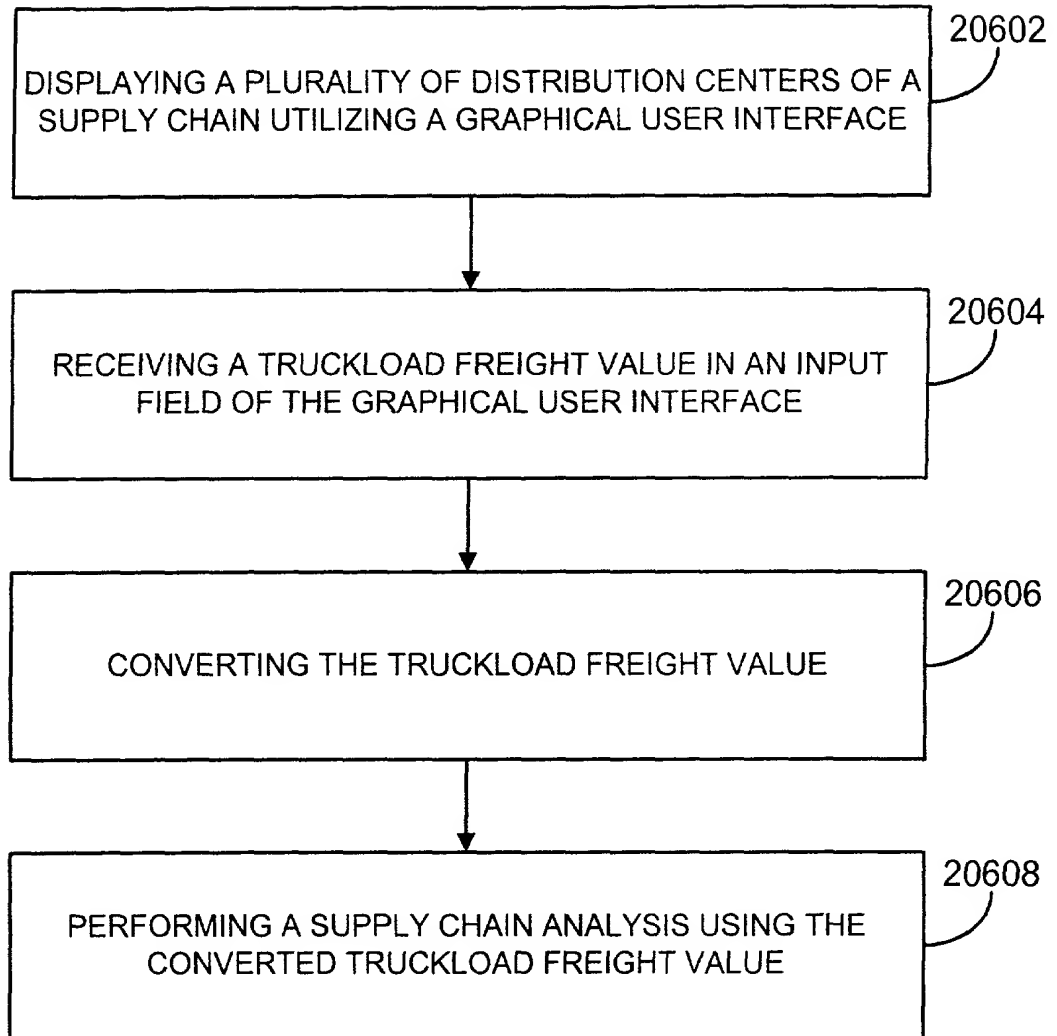 20602
DISPLAYING A PLURALITY OF DISTRIBUTION CENTERS OF A
SUPPLY CHAIN UTILIZING A GRAPHICAL USER INTERFACE
20604
RECEIVING A TRUCKLOAD FREIGHT VALUE IN AN INPUT
FIELD OF THE GRAPHICAL USER INTERFACE
20606
CONVERTING THE TRUCKLOAD FREIGHT VALUE
20608
PERFORMING A SUPPLY CHAIN ANALYSIS USING THE
CONVERTED TRUCKLOAD FREIGHT VALUE